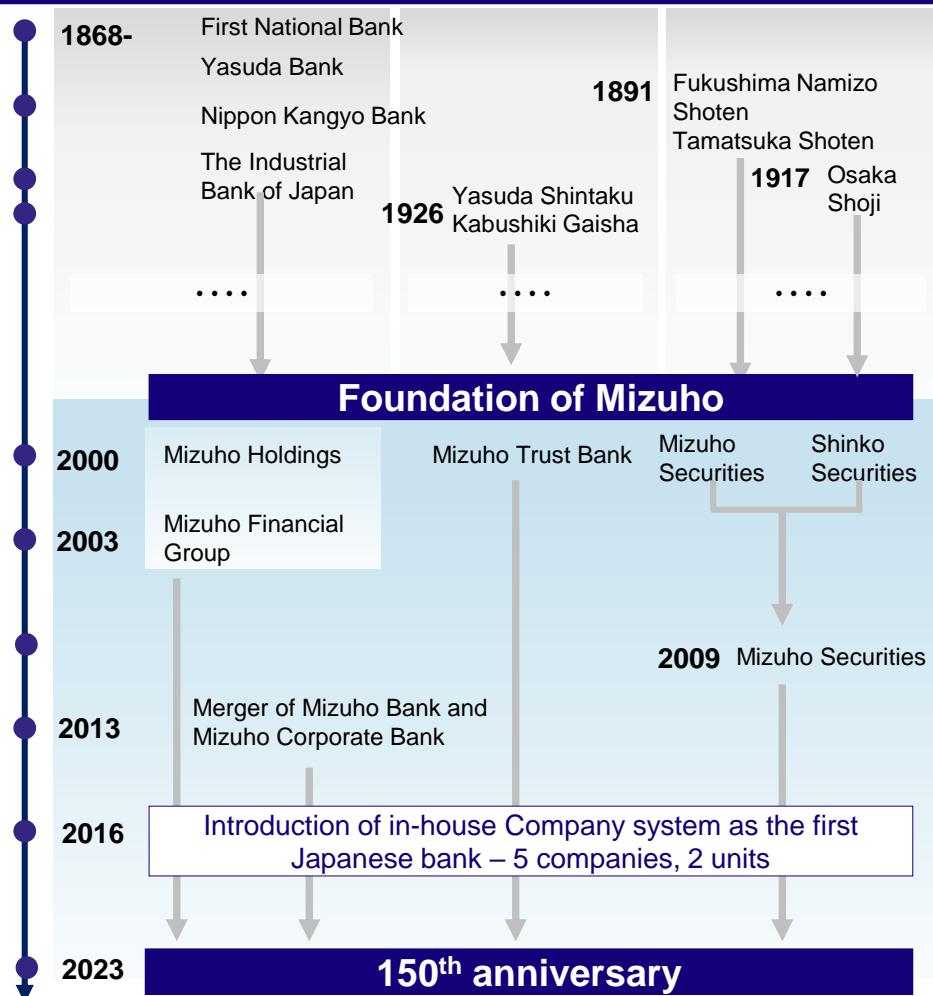 1868-
First National Bank
Yasuda Bank
Nippon Kangyo Bank
The Industrial
Bank of Japan
1891
Fukushima Namizo
Shoten
Tamatsuka Shoten
1917
Osaka
Shoji
1926
Yasuda Shintaku
Kabushiki Gaisha
....
....
....
Foundation of Mizuho
2000
Mizuho Holdings
Mizuho Trust Bank
Mizuho
Securities
Shinko
Securities
2003
Mizuho Financial
Group
2009
Mizuho Securities
2013
Merger of Mizuho Bank and
Mizuho Corporate Bank
2016
Introduction of in-house Company system as the first
Japanese bank – 5 companies, 2 units
2023
150th anniversary